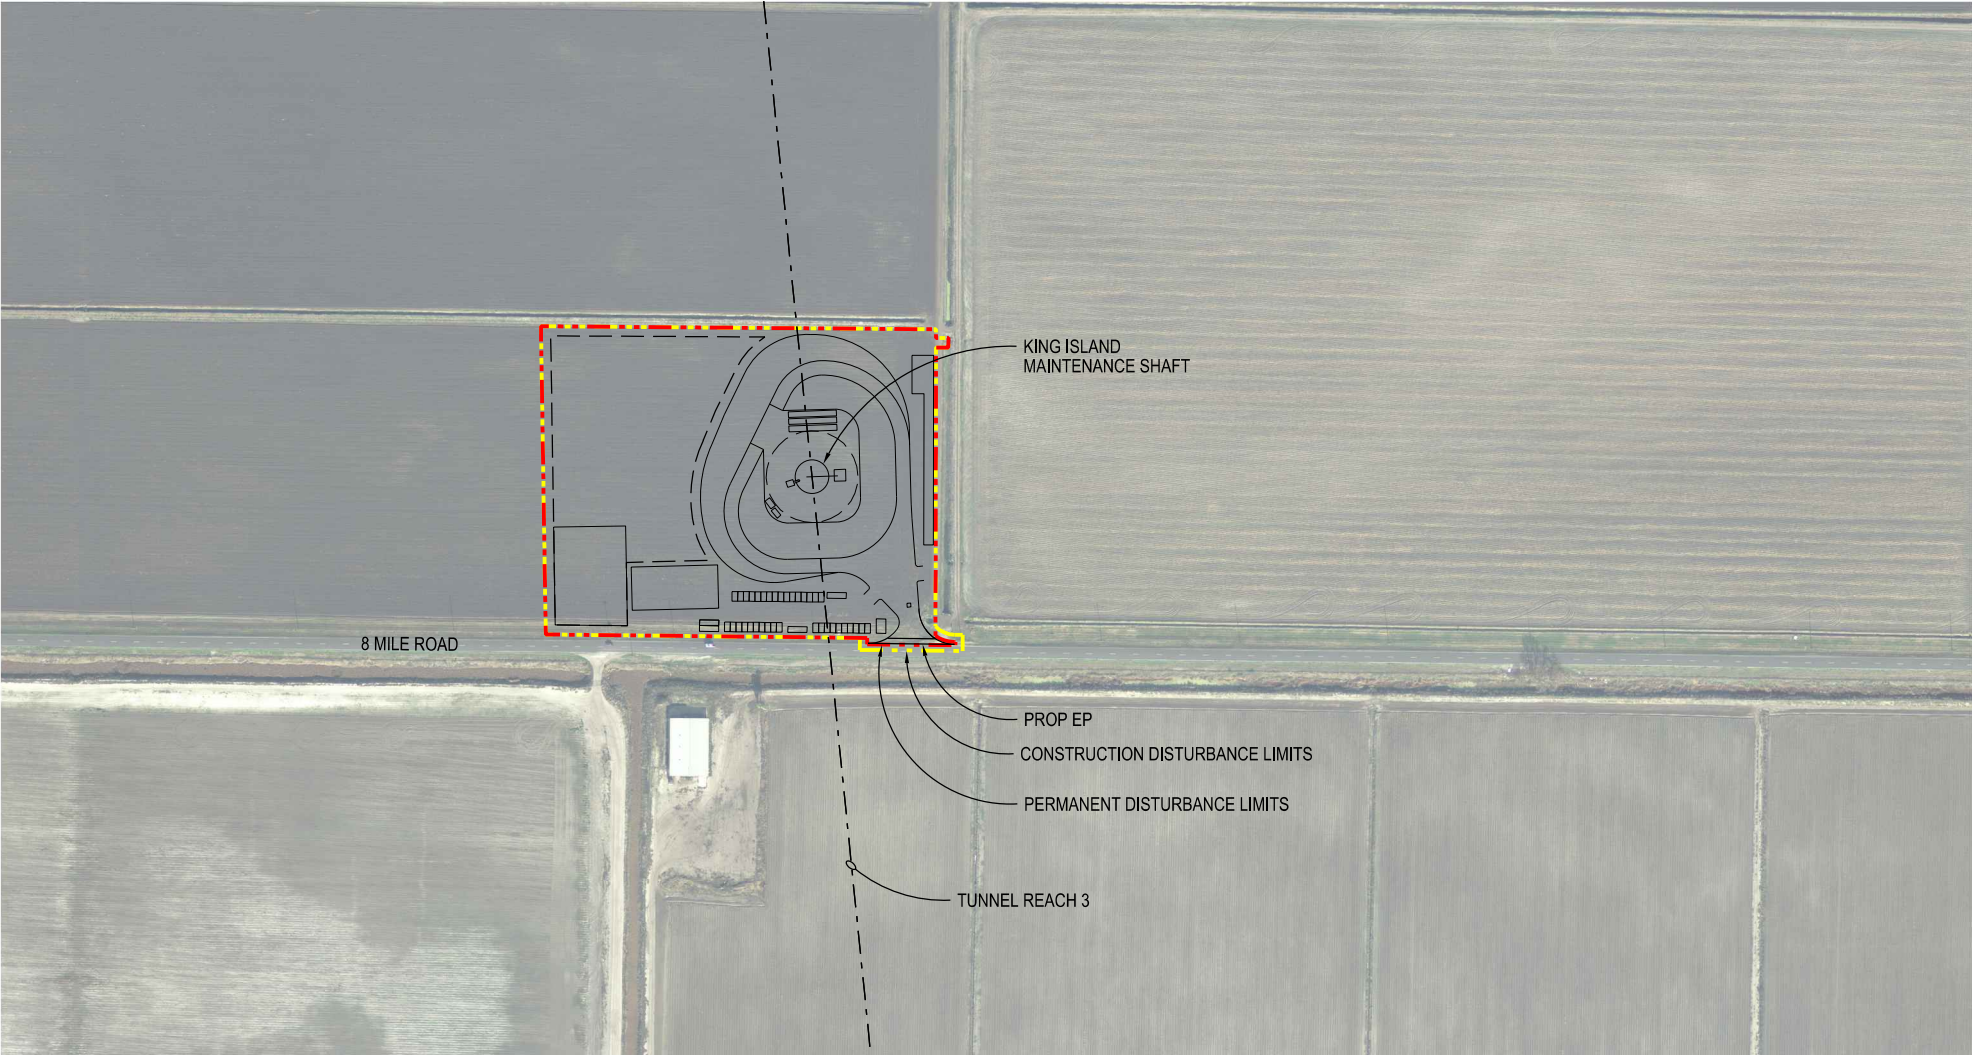 KING ISLAND
MAINTENANCE SHAFT
8 MILE ROAD
PROP EP
CONSTRUCTION DISTURBANCE LIMITS
PERMANENT DISTURBANCE LIMITS
TUNNEL REACH 3